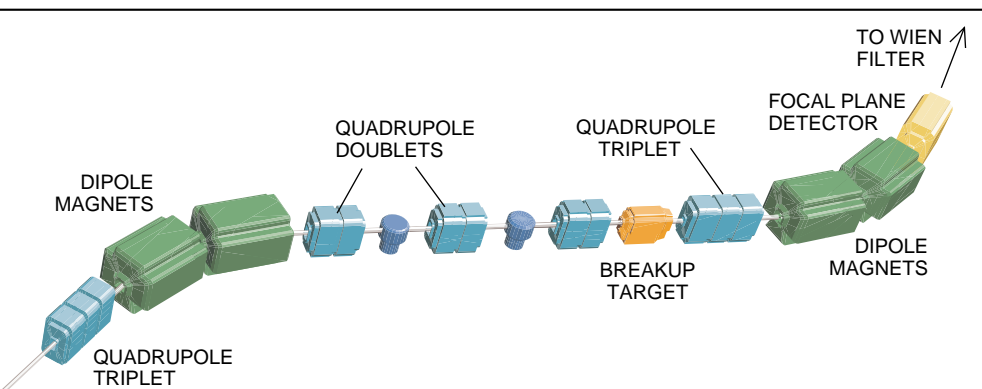 TO WIEN
FILTER
FOCAL PLANE
DETECTOR
QUADRUPOLE
DOUBLETS
QUADRUPOLE
TRIPLET
DIPOLE
MAGNETS
DIPOLE
MAGNETS
BREAKUP
TARGET
QUADRUPOLE
TRIPLET